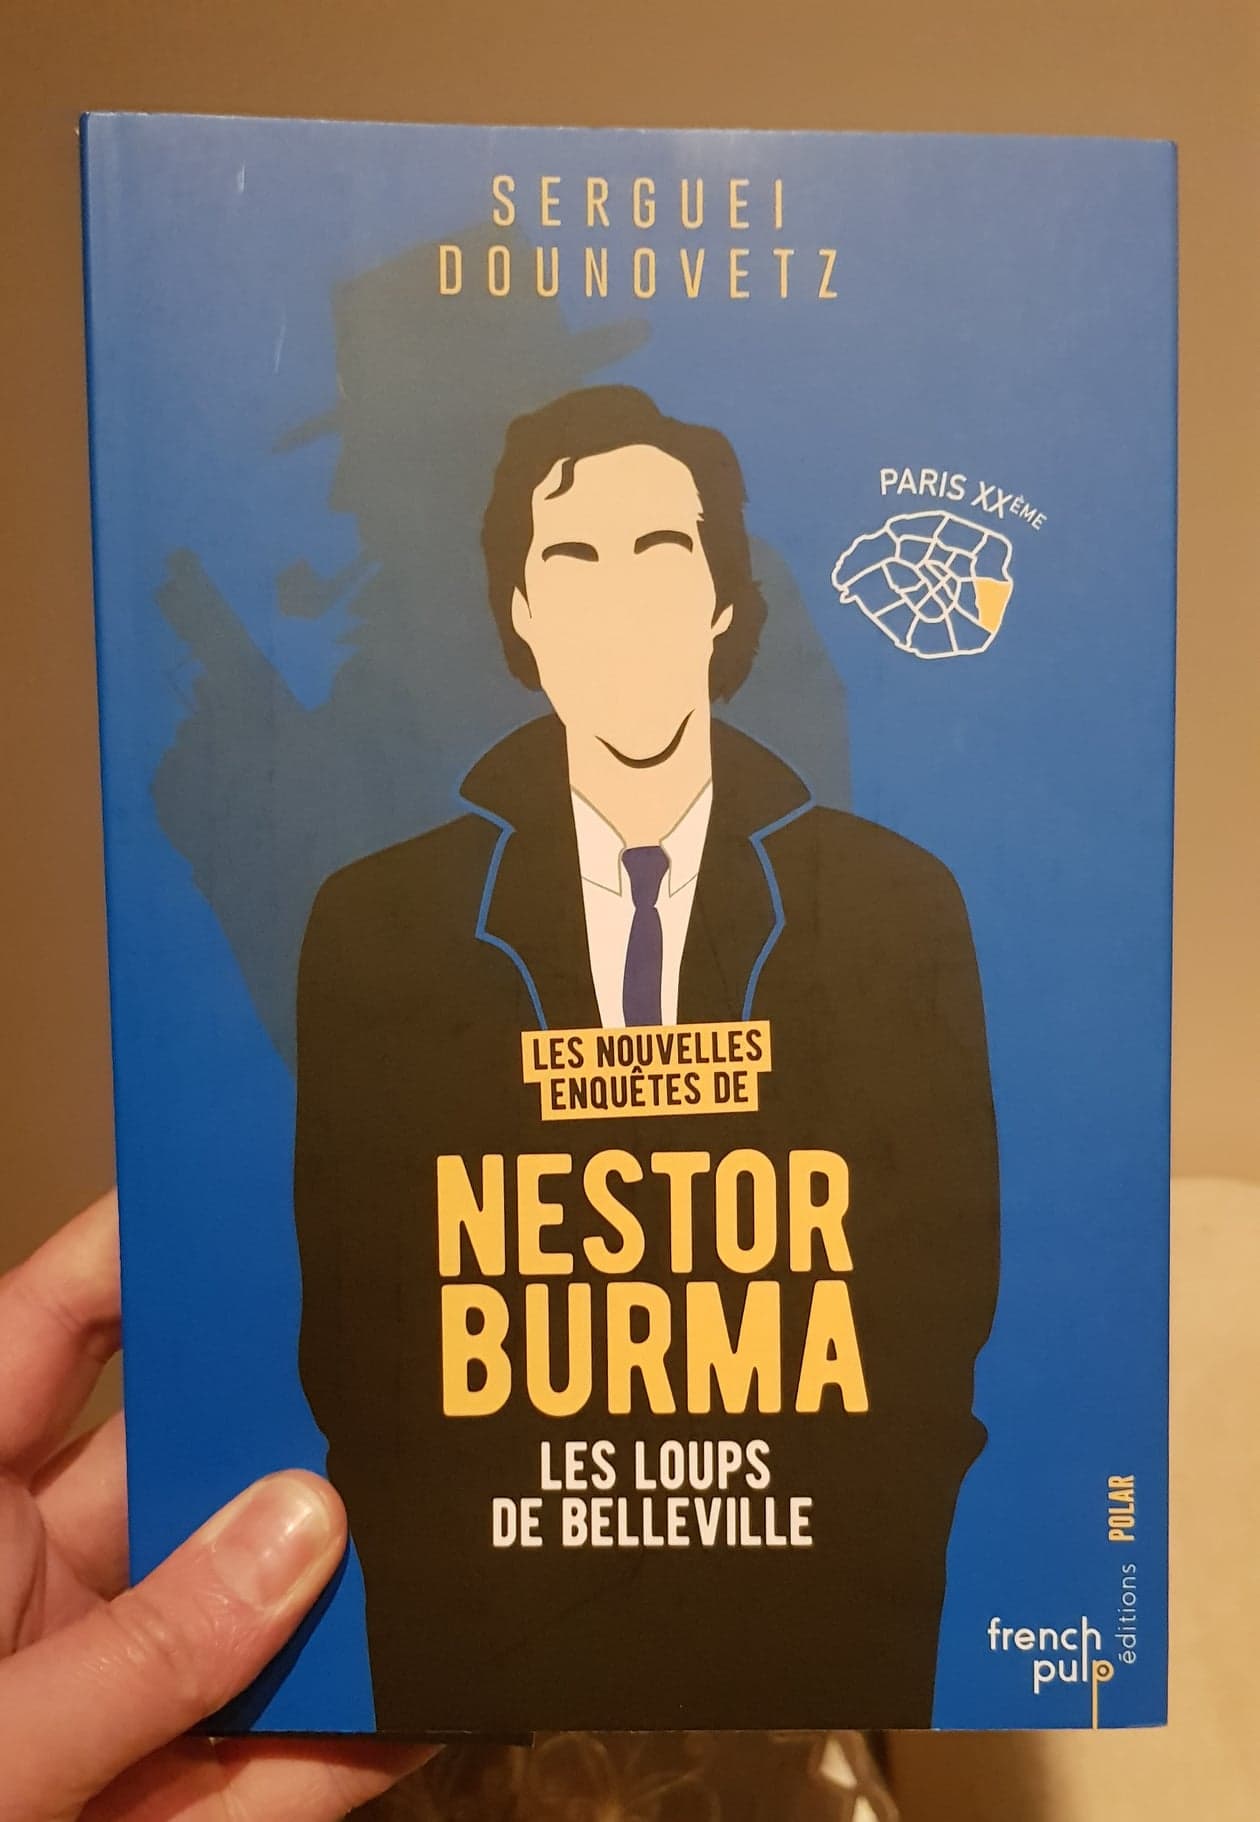 SERGUEI
DOUNOVETZ
PARIS XXÈME
LES NOUVELLES
ENQUÊTES DE
NESTOR
BURMA
LES LOUPS
DE BELLEVILLE
french
pulp
éditions POLAR